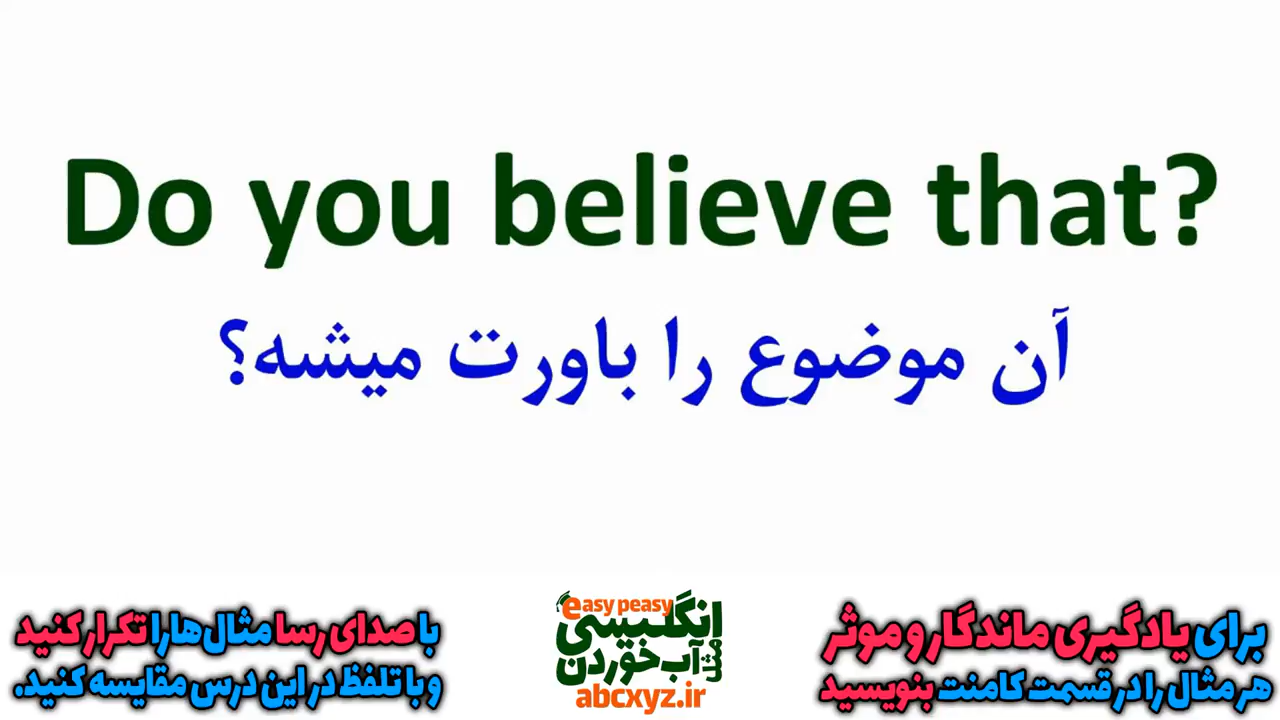 Do you believe that?
آن موضوع را باورت میشه؟
برای یادگیری ماندگار و موثر
هر مثال را در قسمت کامنت بنویسید
easy peasy
انگلیسی
مثل آب خوردن
abcxyz.ir
با صدای رسا مثال‌ها را تکرار کنید
و با تلفظ در این درس مقایسه کنید.